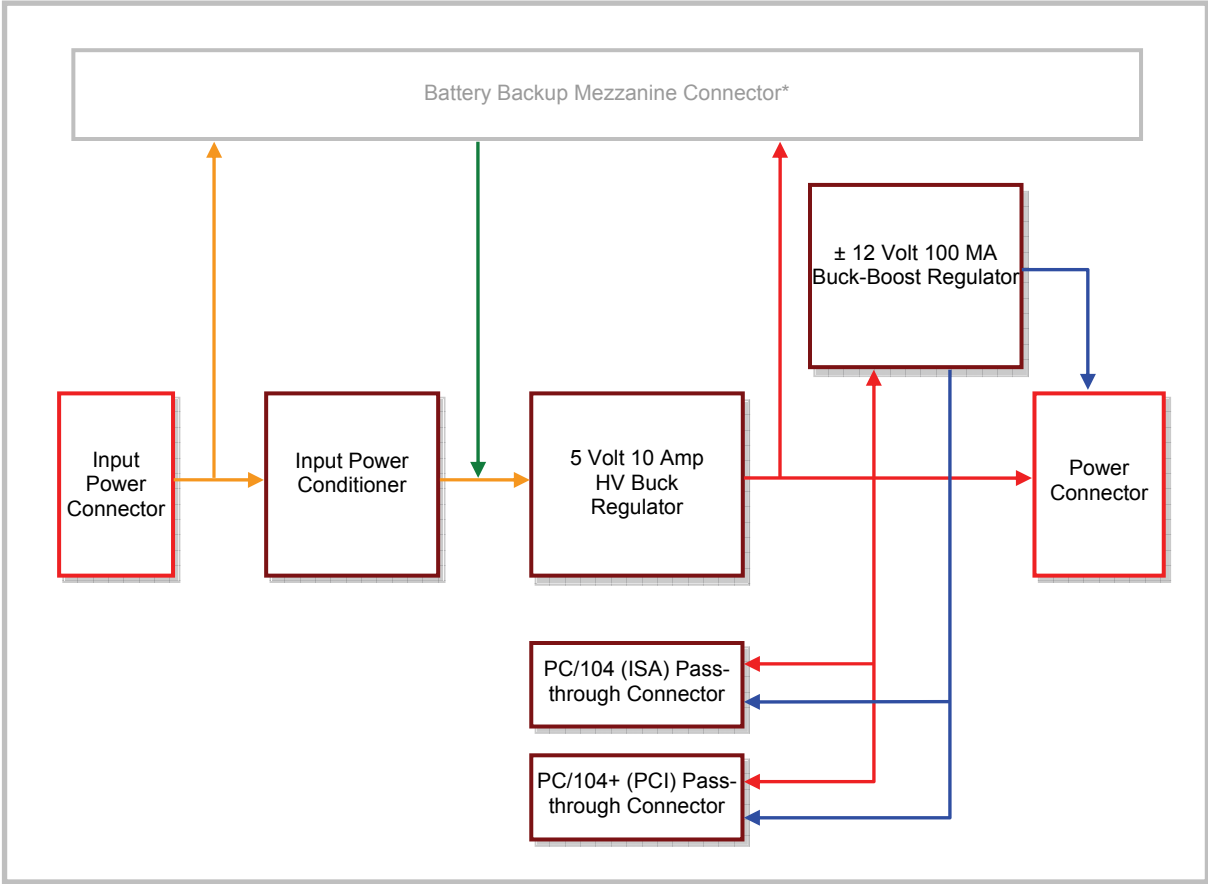 Battery Backup Mezzanine Connector*
± 12 Volt 100 MA
Buck-Boost Regulator
Input
Power
Connector
Input Power
Conditioner
5 Volt 10 Amp
HV Buck
Regulator
Power
Connector
PC/104 (ISA) Pass-
through Connector
PC/104+ (PCI) Pass-
through Connector